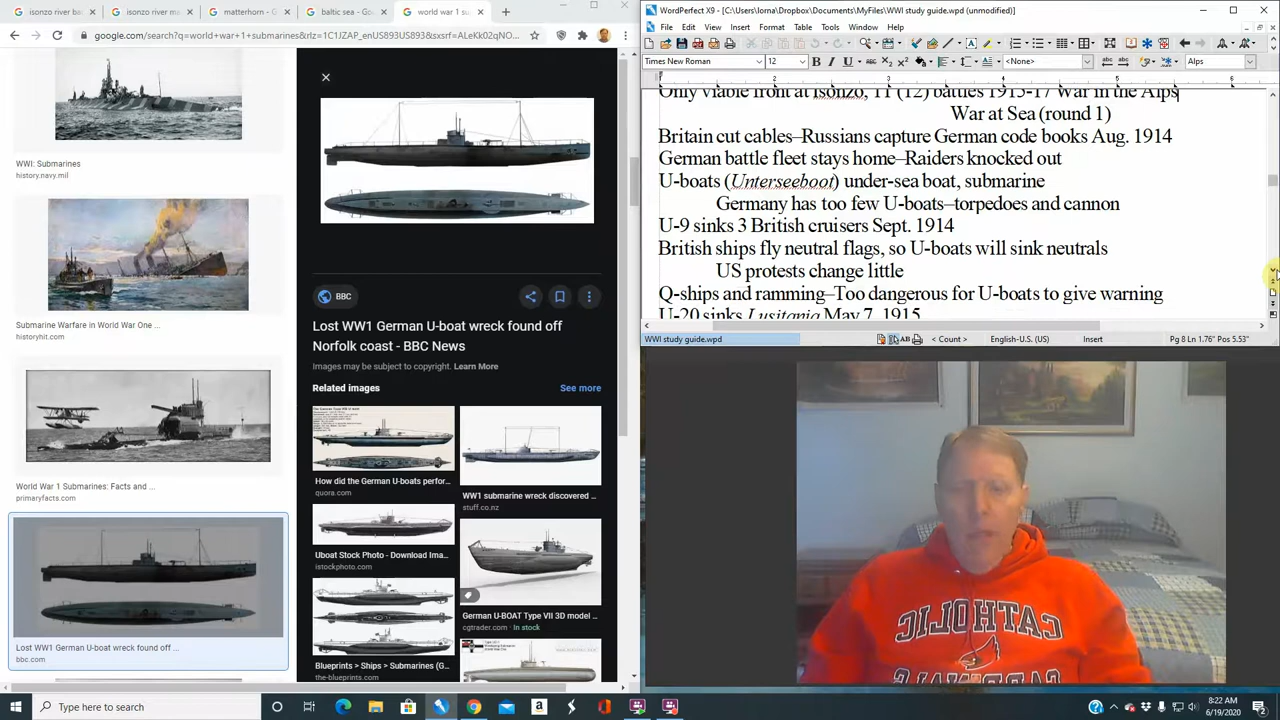 isonzo river ba
isonzo river ma
matterhorn - G
baltic sea - Goo
world war 1 su
google.com/search?q=world+war+1+submarines&rlz=1C1JZAP_enUS893US893&sxsrf=ALeKk02qNO...
WWI: Submarines
history.navy.mil
Submarine Warfare in World War One ...
historyhit.com
World War 1 Submarines: Facts and ...
primaryfacts.com
Lost WW1 German U-boat wreck found off ...
bbc.com
BBC
Lost WW1 German U-boat wreck found off
Norfolk coast - BBC News
Images may be subject to copyright. Learn More
Related images
See more
How did the German U-boats perfor...
quora.com
WW1 submarine wreck discovered ...
stuff.co.nz
Uboat Stock Photo - Download Ima...
istockphoto.com
German U-BOAT Type VII 3D model ...
cgtrader.com · In stock
Blueprints > Ships > Submarines (G...
the-blueprints.com
WordPerfect X9 - [C:\Users\lorna\Dropbox\Documents\MyFiles\WWI study guide.wpd (unmodified)]
File Edit View Insert Format Table Tools Window Help
Times New Roman 12 <None> Alps
2 3 4 5 6
Only viable front at Isonzo, 11 (12) battles 1915-17 War in the Alps
War at Sea (round 1)
Britain cut cables–Russians capture German code books Aug. 1914
German battle fleet stays home–Raiders knocked out
U-boats (Unterseeboot) under-sea boat, submarine
Germany has too few U-boats–torpedoes and cannon
U-9 sinks 3 British cruisers Sept. 1914
British ships fly neutral flags, so U-boats will sink neutrals
US protests change little
Q-ships and ramming–Too dangerous for U-boats to give warning
U-20 sinks Lusitania May 7, 1915
WWI study guide.wpd
< Count >
English-U.S. (US)
Insert
Pg 8 Ln 1.76" Pos 5.53"
CATHOLIC
Type here to search
8:22 AM
6/19/2020